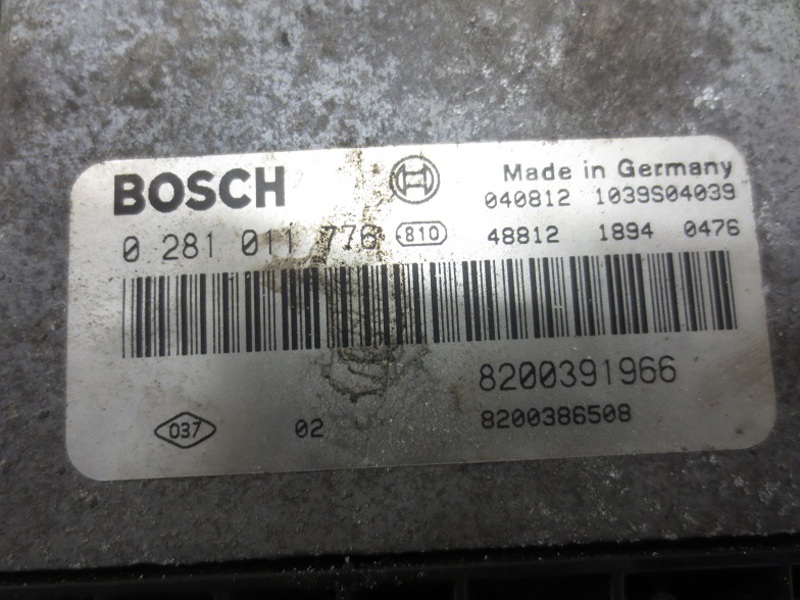 BOSCH
Made in Germany
040812 1039S04039
0 281 011 776 810 48812 1894 0476
8200391966
037 02 8200386508